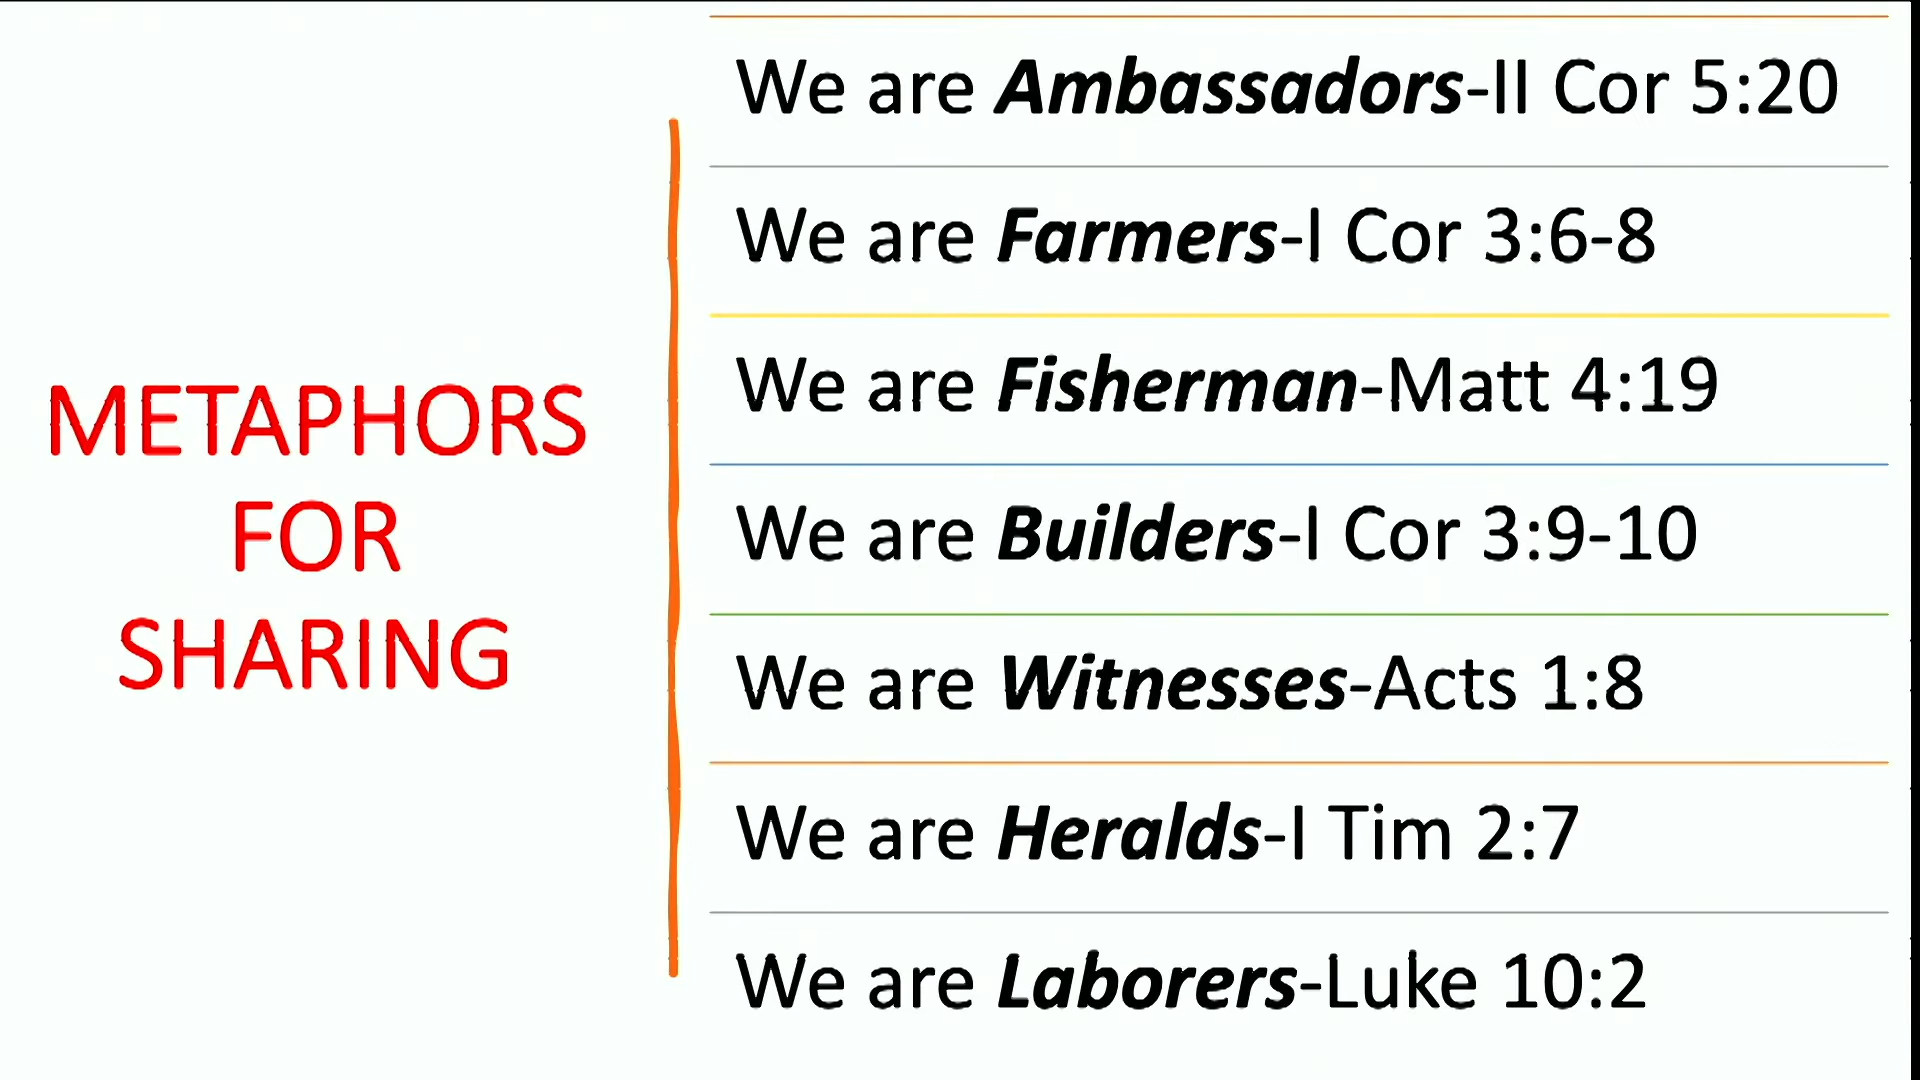 METAPHORS
FOR
SHARING
We are Ambassadors-II Cor 5:20
We are Farmers-I Cor 3:6-8
We are Fisherman-Matt 4:19
We are Builders-I Cor 3:9-10
We are Witnesses-Acts 1:8
We are Heralds-I Tim 2:7
We are Laborers-Luke 10:2